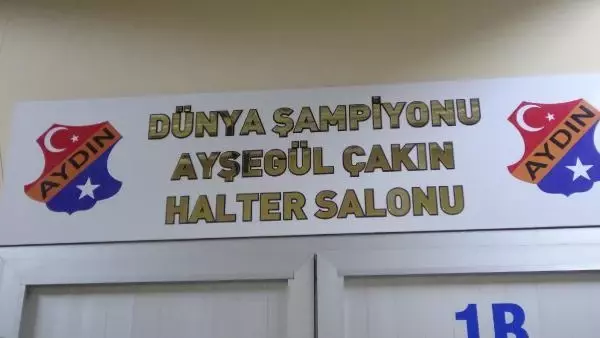 DÜNYA ŞAMPİYONU
AYŞEGÜL ÇAKIN
HALTER SALONU
AYDIN
AYDIN
1B